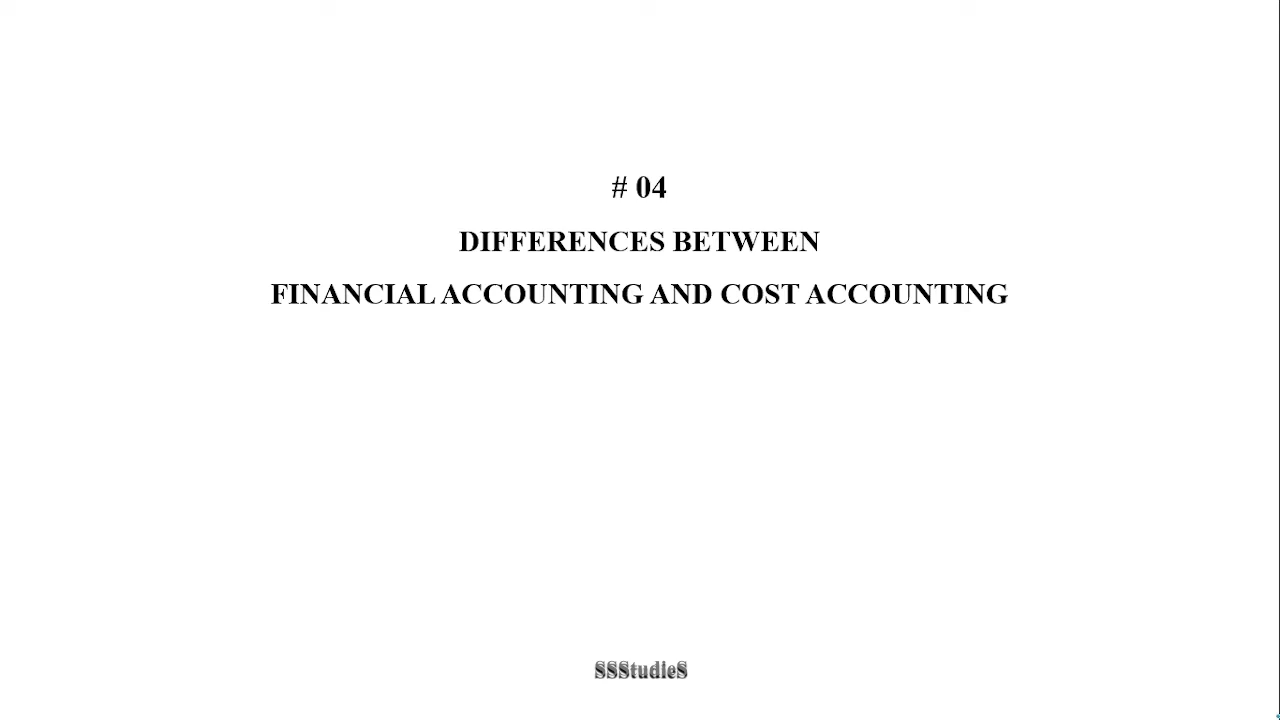 # 04
DIFFERENCES BETWEEN
FINANCIAL ACCOUNTING AND COST ACCOUNTING
SSStudieS